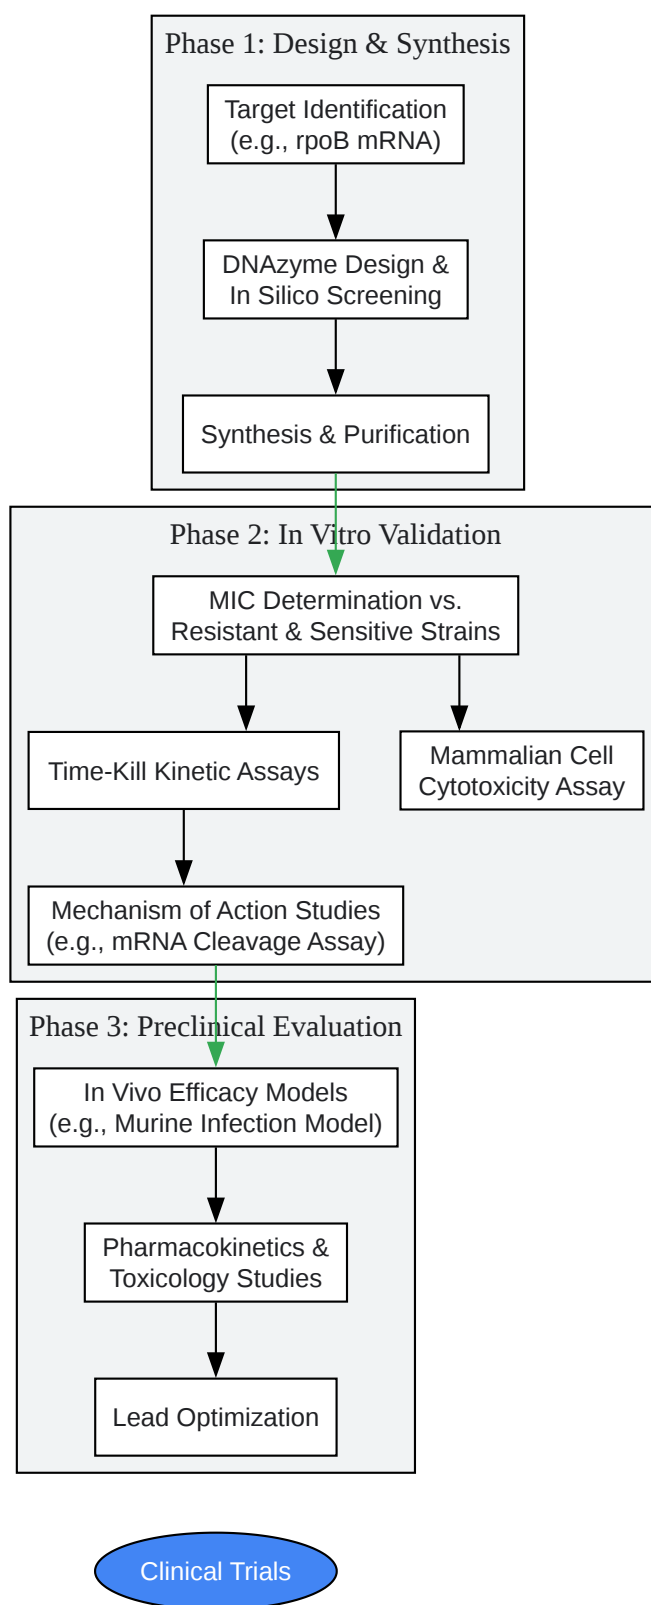 Phase 1: Design & Synthesis
Target Identification
(e.g., rpoB mRNA)
DNAzyme Design &
In Silico Screening
Synthesis & Purification
Phase 2: In Vitro Validation
MIC Determination vs.
Resistant & Sensitive Strains
Time-Kill Kinetic Assays
Mammalian Cell
Cytotoxicity Assay
Mechanism of Action Studies
(e.g., mRNA Cleavage Assay)
Phase 3: Preclinical Evaluation
In Vivo Efficacy Models
(e.g., Murine Infection Model)
Pharmacokinetics &
Toxicology Studies
Lead Optimization
Clinical Trials